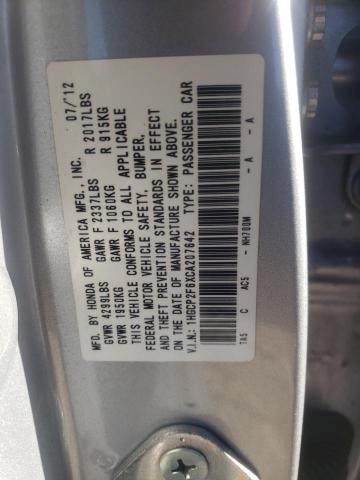 MFD. BY HONDA OF AMERICA MFG., INC. 07/12
GVWR 4299LBS GAWR F 2337LBS R 2017LBS
GVWR 1950KG GAWR F 1060KG R 915KG
THIS VEHICLE CONFORMS TO ALL APPLICABLE
FEDERAL MOTOR VEHICLE SAFETY, BUMPER,
AND THEFT PREVENTION STANDARDS IN EFFECT
ON THE DATE OF MANUFACTURE SHOWN ABOVE.
V.I.N.: 1HGCP2F6XCA207642 TYPE: PASSENGER CAR
TA5 C AC5 - NH700M - A - A